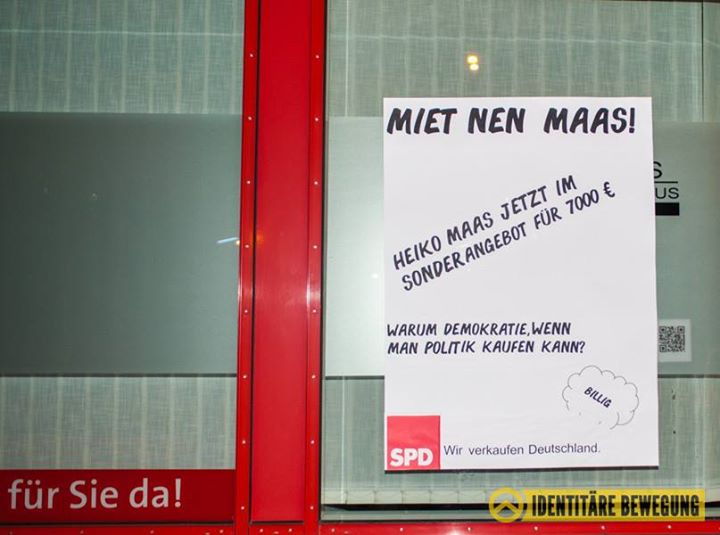 MIET NEN MAAS!
HEIKO MAAS JETZT IM
SONDERANGEBOT FÜR 7000 €
WARUM DEMOKRATIE, WENN
MAN POLITIK KAUFEN KANN?
BILLIG
SPD Wir verkaufen Deutschland.
S
US
für Sie da!
IDENTITÄRE BEWEGUNG